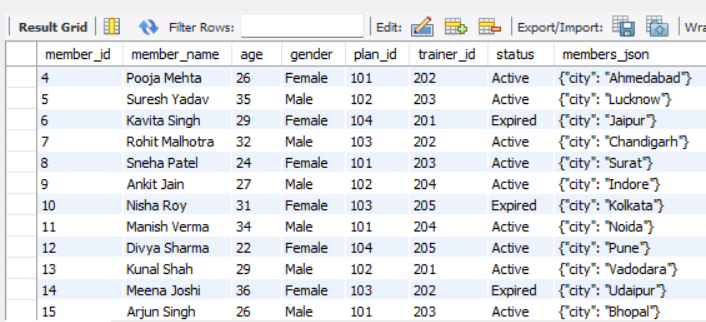 Result Grid Filter Rows: Edit: Export/Import: Wra
member_id member_name age gender plan_id trainer_id status members_json
4 Pooja Mehta 26 Female 101 202 Active {"city": "Ahmedabad"}
5 Suresh Yadav 35 Male 102 203 Active {"city": "Lucknow"}
6 Kavita Singh 29 Female 104 201 Expired {"city": "Jaipur"}
7 Rohit Malhotra 32 Male 103 202 Active {"city": "Chandigarh"}
8 Sneha Patel 24 Female 101 203 Active {"city": "Surat"}
9 Ankit Jain 27 Male 102 204 Active {"city": "Indore"}
10 Nisha Roy 31 Female 103 205 Expired {"city": "Kolkata"}
11 Manish Verma 34 Male 101 204 Active {"city": "Noida"}
12 Divya Sharma 22 Female 104 205 Active {"city": "Pune"}
13 Kunal Shah 29 Male 102 201 Active {"city": "Vadodara"}
14 Meena Joshi 36 Female 103 202 Expired {"city": "Udaipur"}
15 Arjun Singh 26 Male 101 203 Active {"city": "Bhopal"}